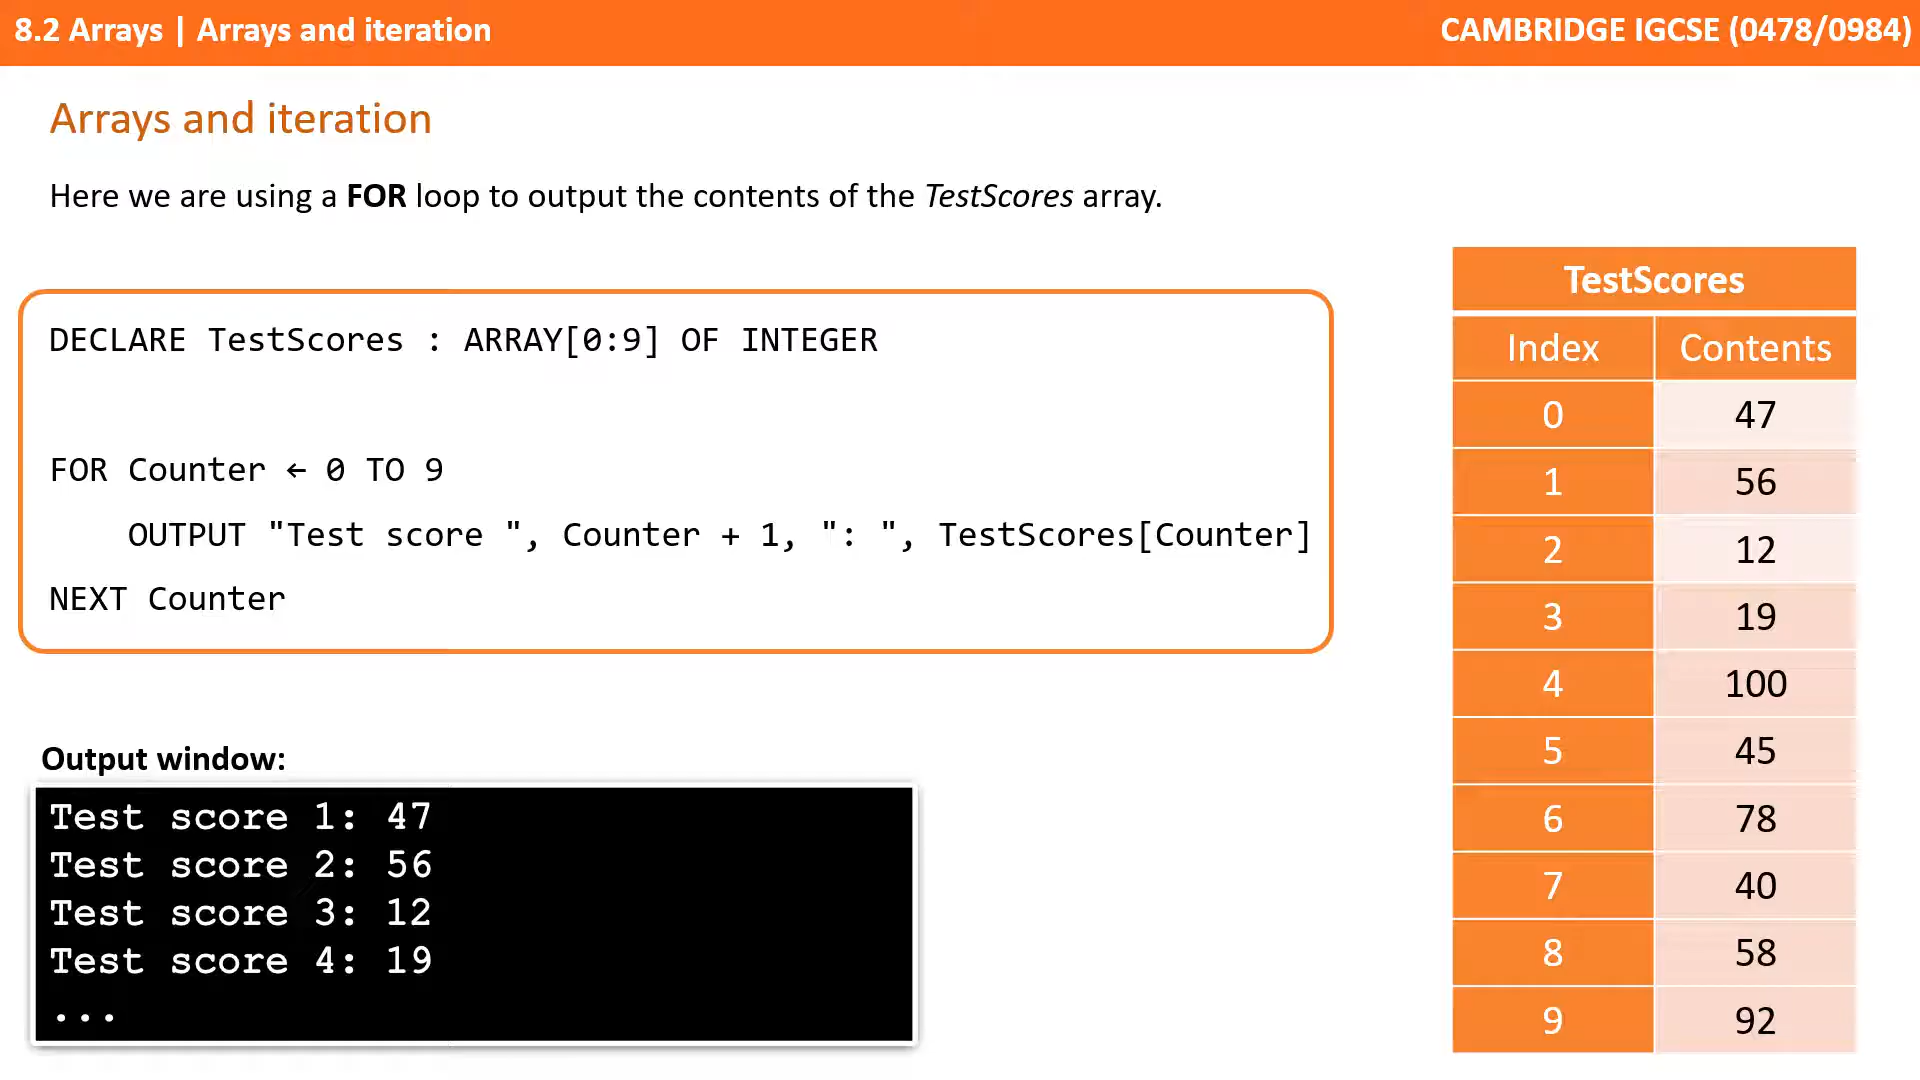 8.2 Arrays | Arrays and iteration
CAMBRIDGE IGCSE (0478/0984)
Arrays and iteration
Here we are using a FOR loop to output the contents of the TestScores array.
DECLARE TestScores : ARRAY[0:9] OF INTEGER
FOR Counter ← 0 TO 9
OUTPUT "Test score ", Counter + 1, ": ", TestScores[Counter]
NEXT Counter
Output window:
Test score 1: 47
Test score 2: 56
Test score 3: 12
Test score 4: 19
...
TestScores
Index Contents
0 47
1 56
2 12
3 19
4 100
5 45
6 78
7 40
8 58
9 92